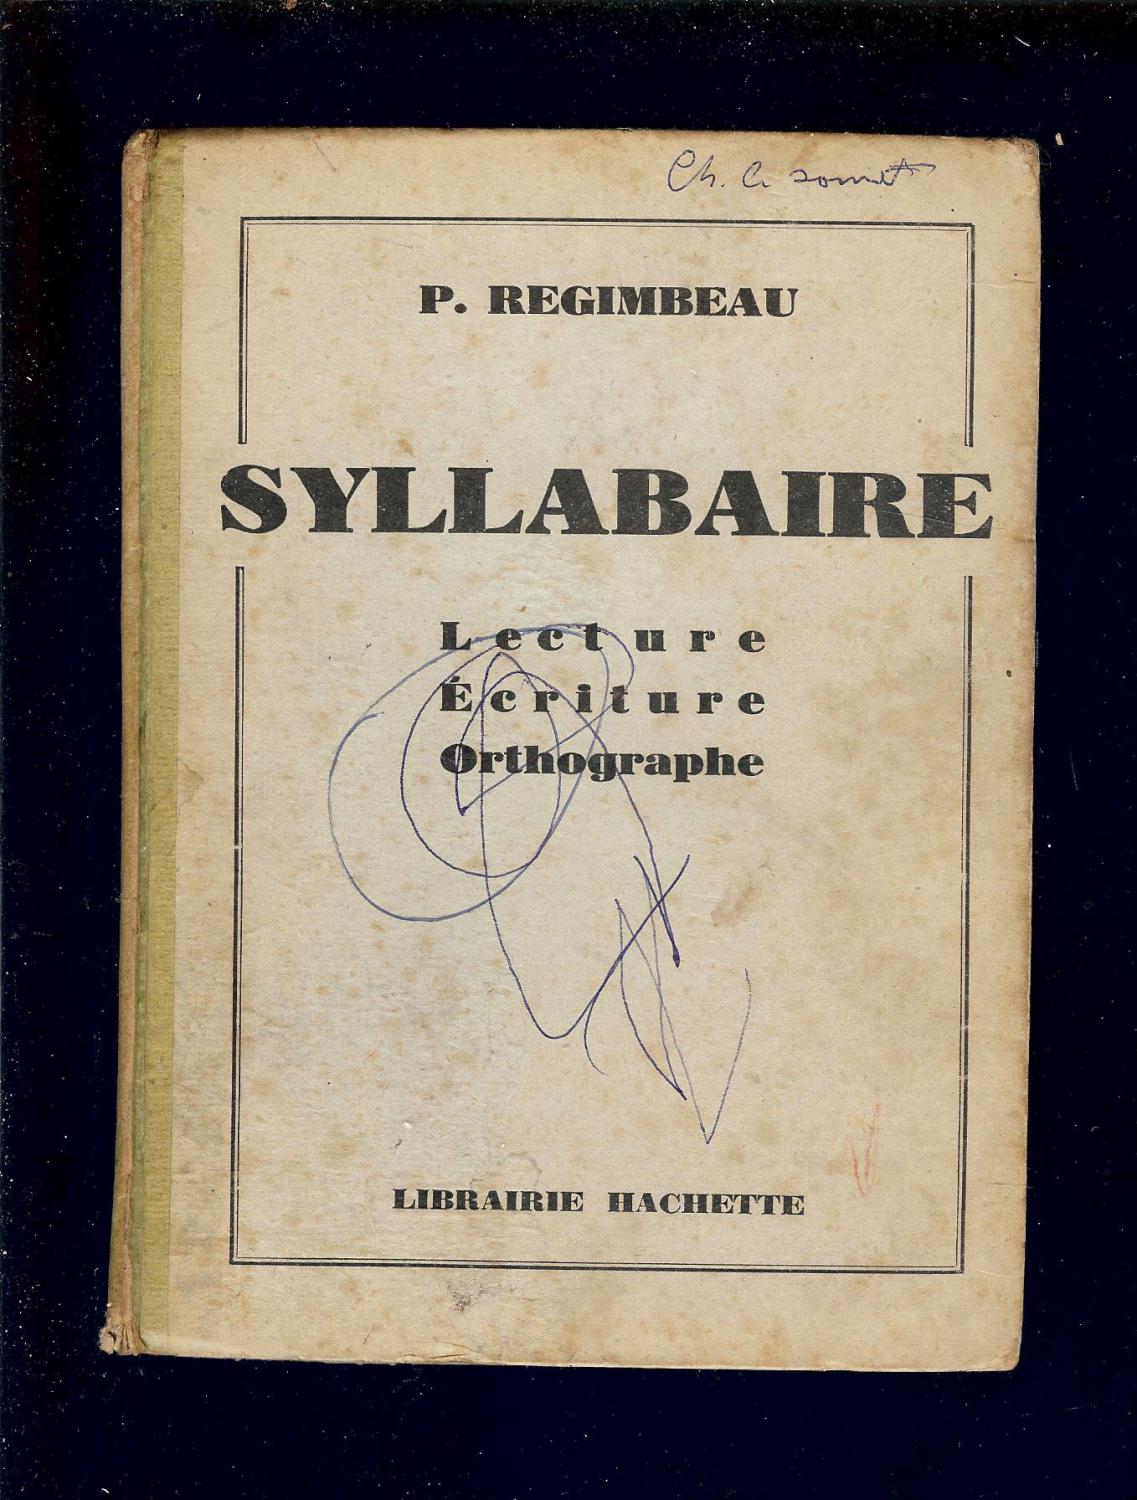 P. REGIMBEAU
SYLLABAIRE
Lecture
Écriture
Orthographe
LIBRAIRIE HACHETTE